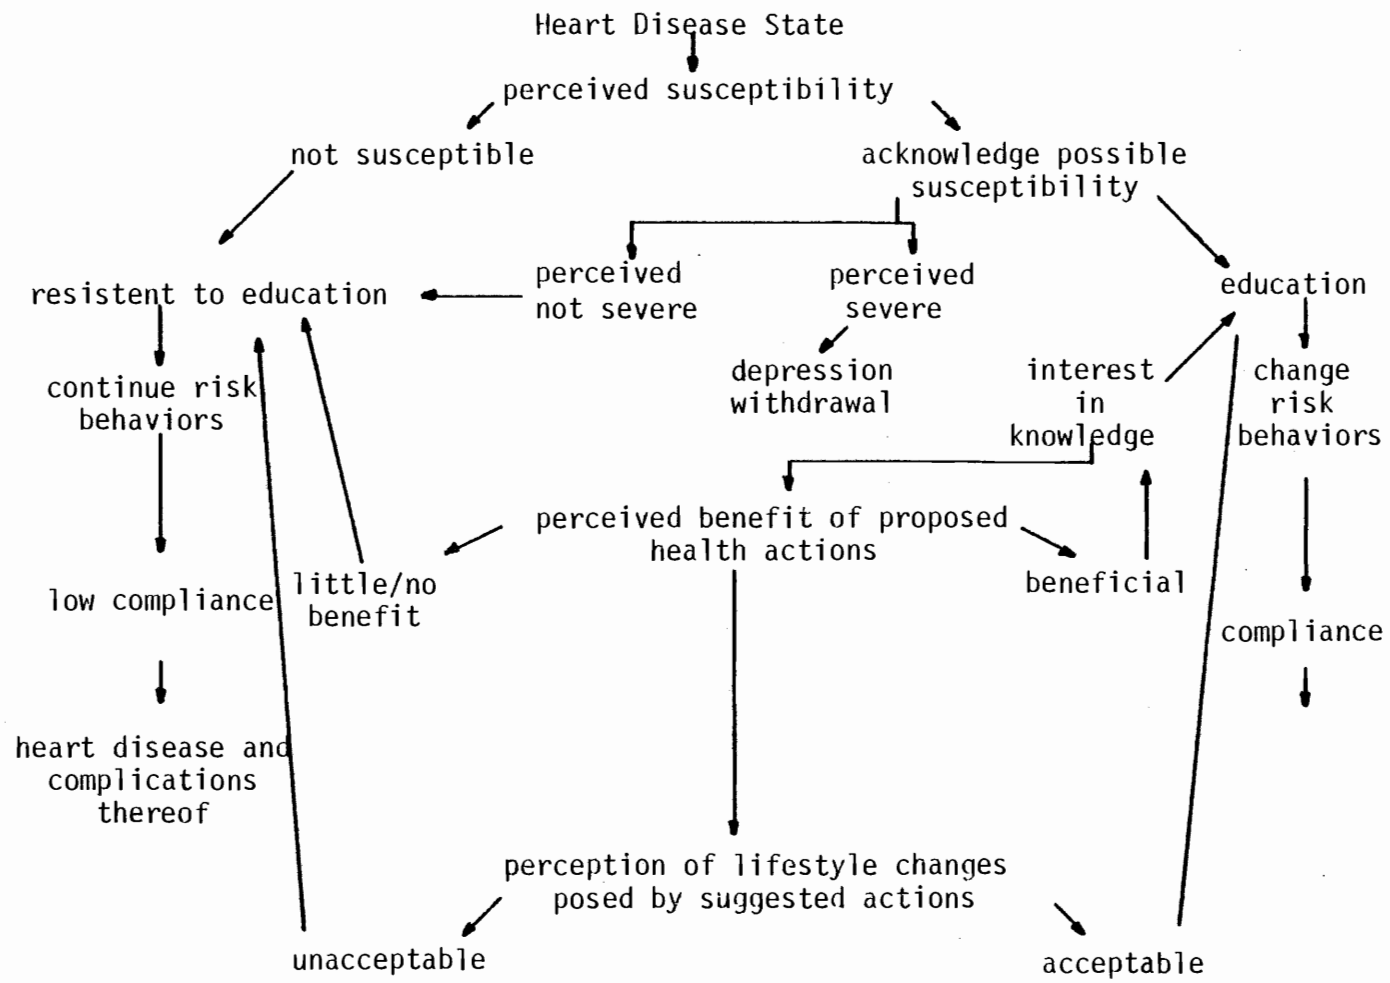 Heart Disease State
perceived susceptibility
not susceptible
acknowledge possible
susceptibility
resistent to education
perceived
not severe
perceived
severe
education
continue risk
behaviors
depression
withdrawal
interest
in
knowledge
change
risk
behaviors
perceived benefit of proposed
health actions
low compliance
little/no
benefit
beneficial
compliance
heart disease and
complications
thereof
perception of lifestyle changes
posed by suggested actions
unacceptable
acceptable